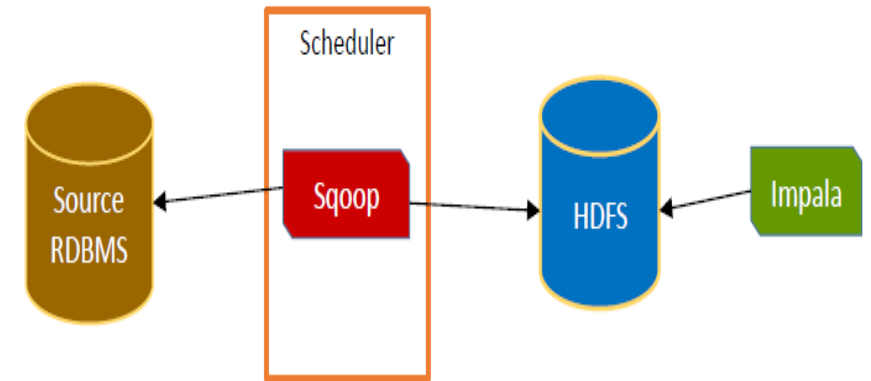 Scheduler
Source
RDBMS
Sqoop
HDFS
Impala